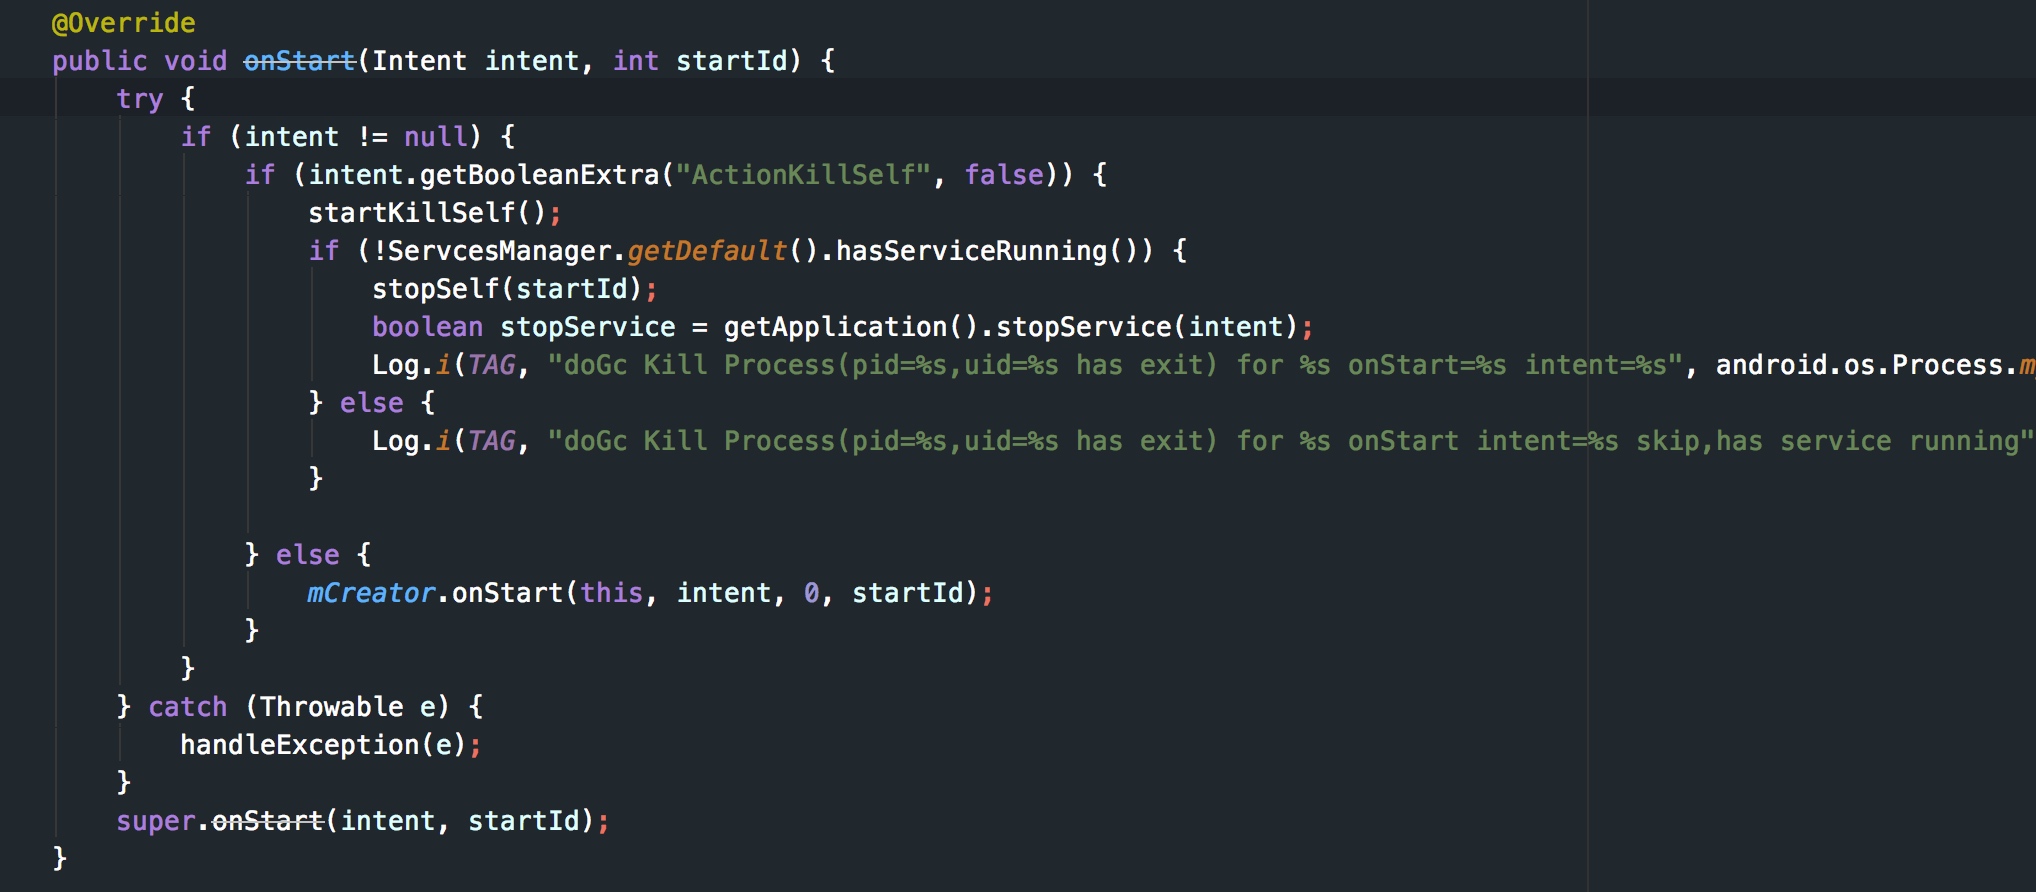 @Override
public void onStart(Intent intent, int startId) {
try {
if (intent != null) {
if (intent.getBooleanExtra("ActionKillSelf", false)) {
startKillSelf();
if (!ServcesManager.getDefault().hasServiceRunning()) {
stopSelf(startId);
boolean stopService = getApplication().stopService(intent);
Log.i(TAG, "doGc Kill Process(pid=%s,uid=%s has exit) for %s onStart=%s intent=%s", android.os.Process.m
} else {
Log.i(TAG, "doGc Kill Process(pid=%s,uid=%s has exit) for %s onStart intent=%s skip,has service running"
}
} else {
mCreator.onStart(this, intent, 0, startId);
}
}
} catch (Throwable e) {
handleException(e);
}
super.onStart(intent, startId);
}